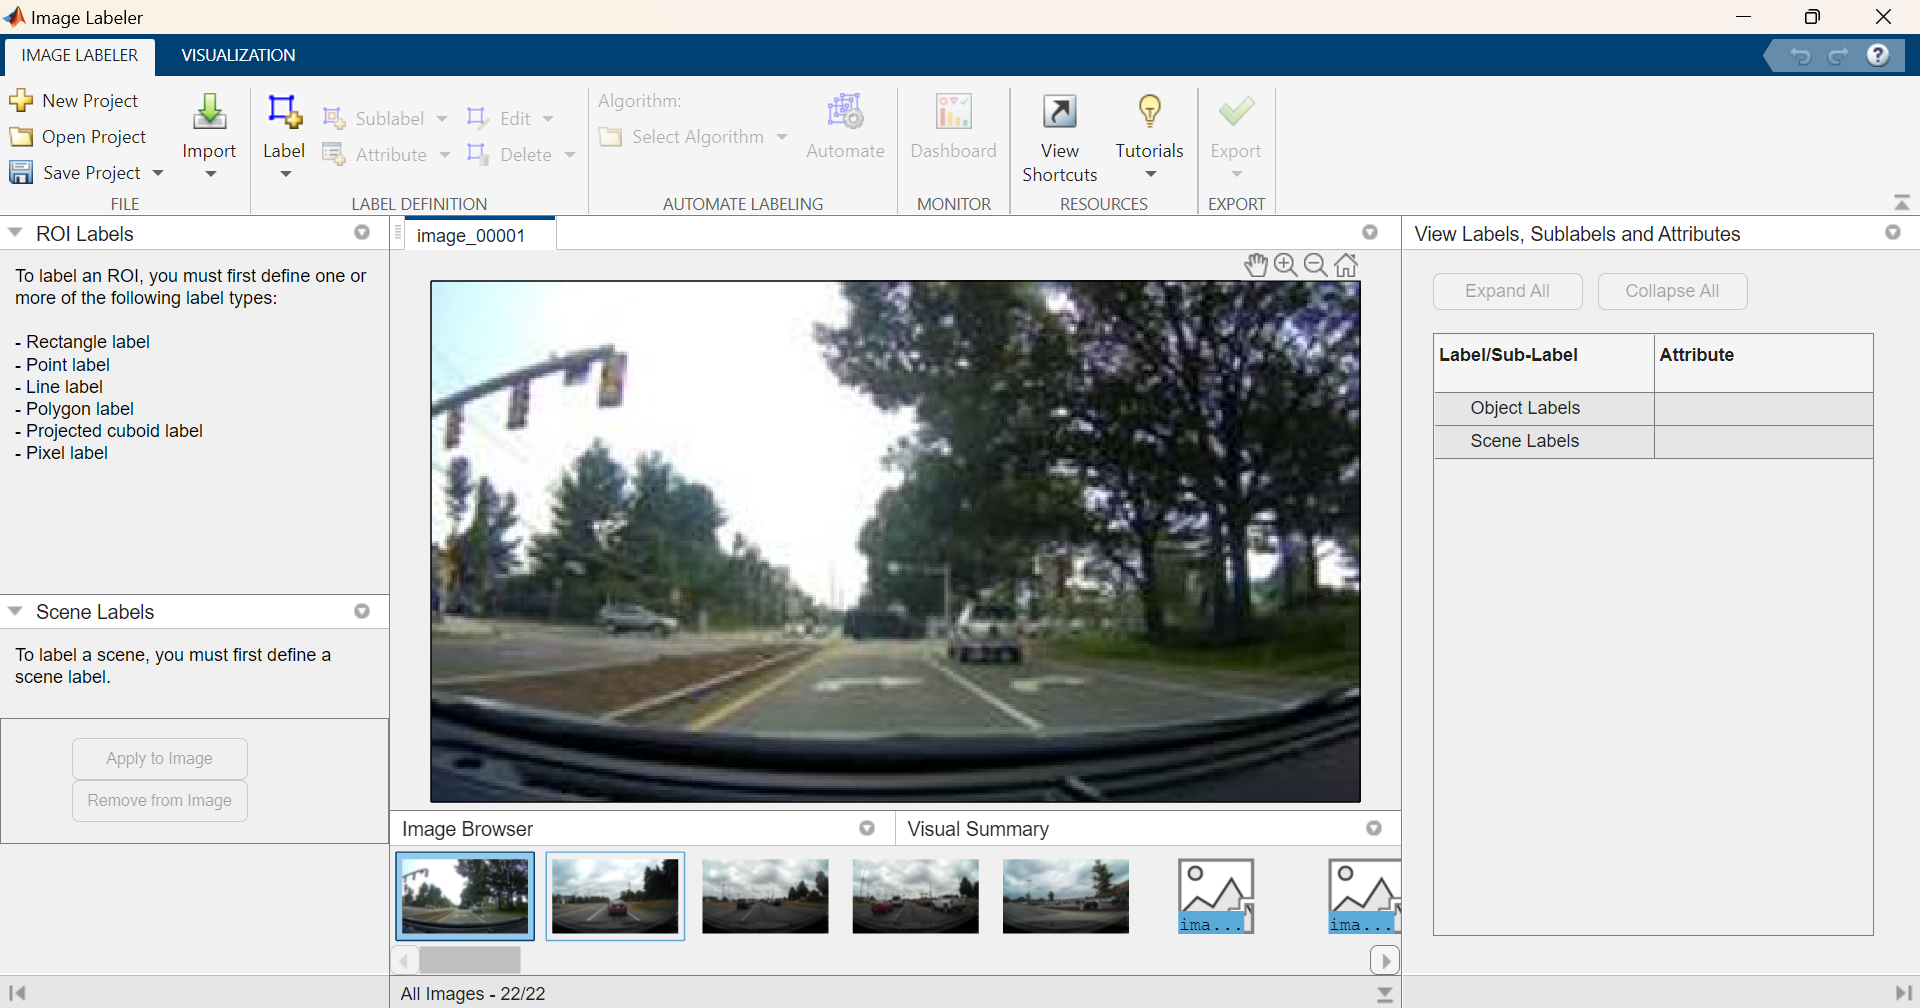 Image Labeler
IMAGE LABELER
VISUALIZATION
?
New Project
Open Project
Save Project
Import
FILE
Label
Sublabel
Attribute
Edit
Delete
LABEL DEFINITION
Algorithm:
Select Algorithm
Automate
AUTOMATE LABELING
Dashboard
MONITOR
View
Shortcuts
Tutorials
RESOURCES
Export
EXPORT
ROI Labels
To label an ROI, you must first define one or
more of the following label types:
- Rectangle label
- Point label
- Line label
- Polygon label
- Projected cuboid label
- Pixel label
Scene Labels
To label a scene, you must first define a
scene label.
Apply to Image
Remove from Image
image_00001
Image Browser
Visual Summary
ima...
ima...
All Images - 22/22
View Labels, Sublabels and Attributes
Expand All
Collapse All
Label/Sub-Label
Attribute
Object Labels
Scene Labels